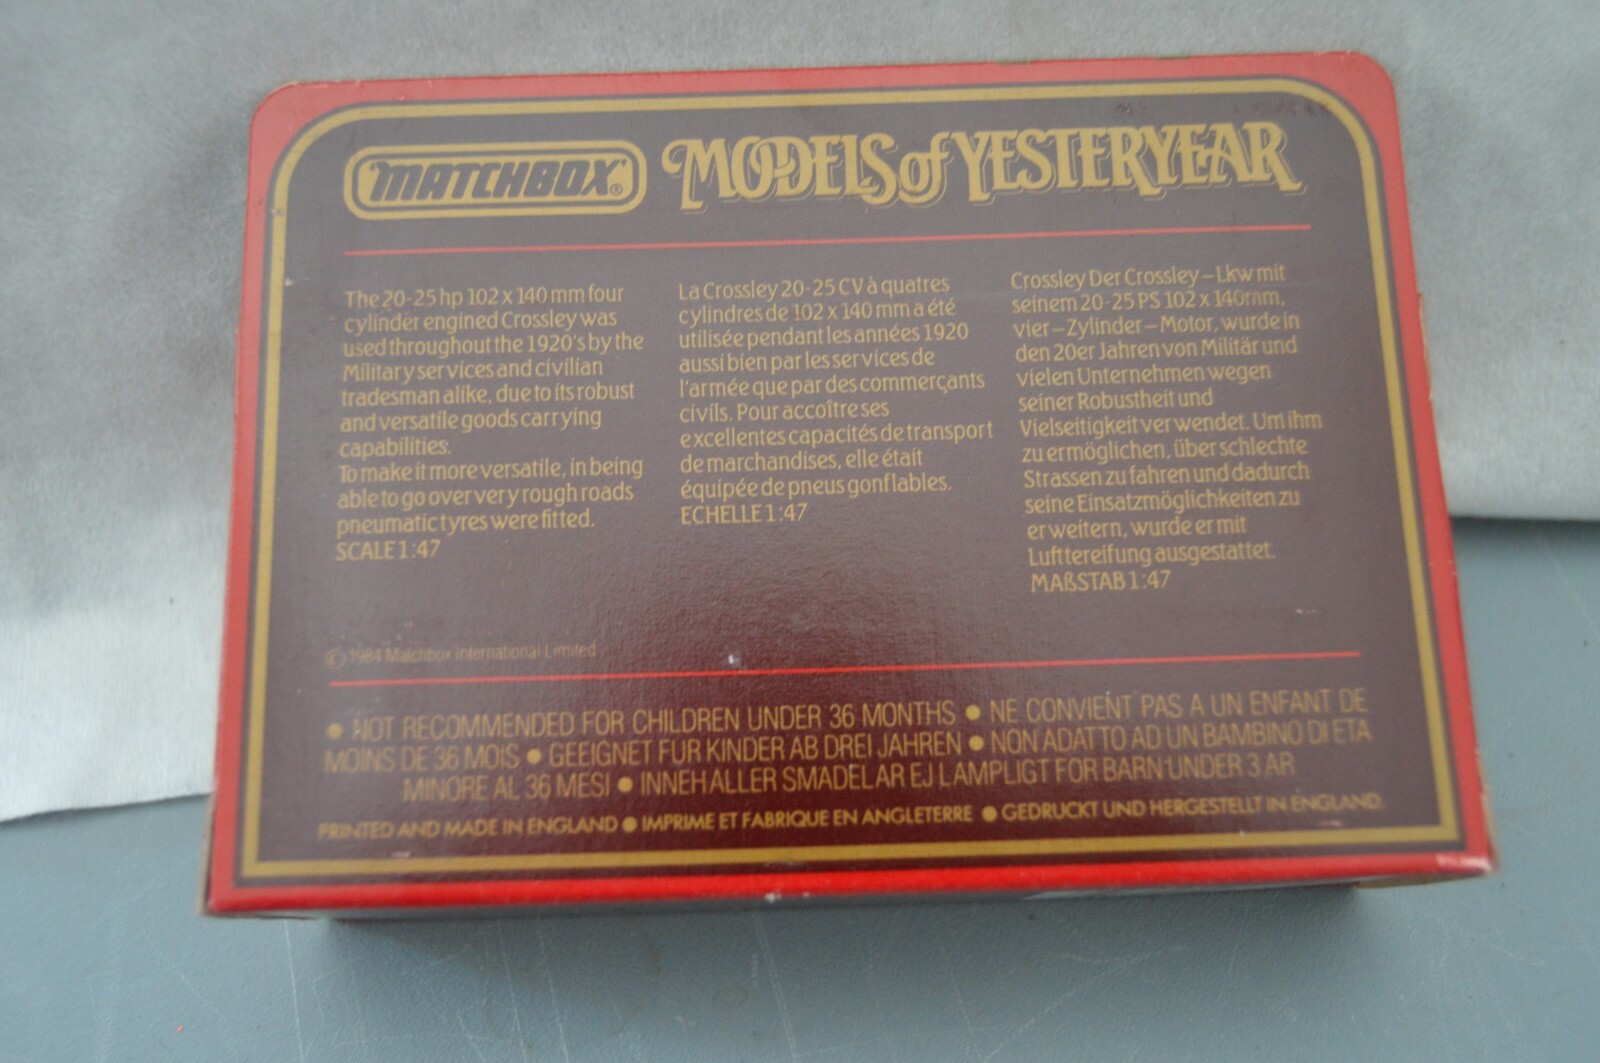 MATCHBOX® MODELS of YESTERYEAR
The 20-25 hp 102 x 140 mm four
cylinder engined Crossley was
used throughout the 1920's by the
Military services and civilian
tradesman alike, due to its robust
and versatile goods carrying
capabilities.
To make it more versatile, in being
able to go over very rough roads
pneumatic tyres were fitted.
SCALE 1:47
La Crossley 20-25 CV à quatres
cylindres de 102 x 140 mm a été
utilisée pendant les années 1920
aussi bien par les services de
l'armée que par des commerçants
civils. Pour accoître ses
excellentes capacités de transport
de marchandises, elle était
équipée de pneus gonflables.
ECHELLE 1:47
Crossley Der Crossley – Lkw mit
seinem 20-25 PS 102 x 140mm,
vier – Zylinder – Motor, wurde in
den 20er Jahren von Militär und
vielen Unternehmen wegen
seiner Robustheit und
Vielseitigkeit verwendet. Um ihm
zu ermöglichen, über schlechte
Strassen zu fahren und dadurch
seine Einsatzmöglichkeiten zu
erweitern, wurde er mit
Lufttereifung ausgestattet.
MAßSTAB 1:47
© 1984 Matchbox International Limited
● NOT RECOMMENDED FOR CHILDREN UNDER 36 MONTHS ● NE CONVIENT PAS A UN ENFANT DE
MOINS DE 36 MOIS ● GEEIGNET FUR KINDER AB DREI JAHREN ● NON ADATTO AD UN BAMBINO DI ETA
MINORE AL 36 MESI ● INNEHALLER SMADELAR EJ LAMPLIGT FOR BARN UNDER 3 AR
PRINTED AND MADE IN ENGLAND ● IMPRIME ET FABRIQUE EN ANGLETERRE ● GEDRUCKT UND HERGESTELLT IN ENGLAND.